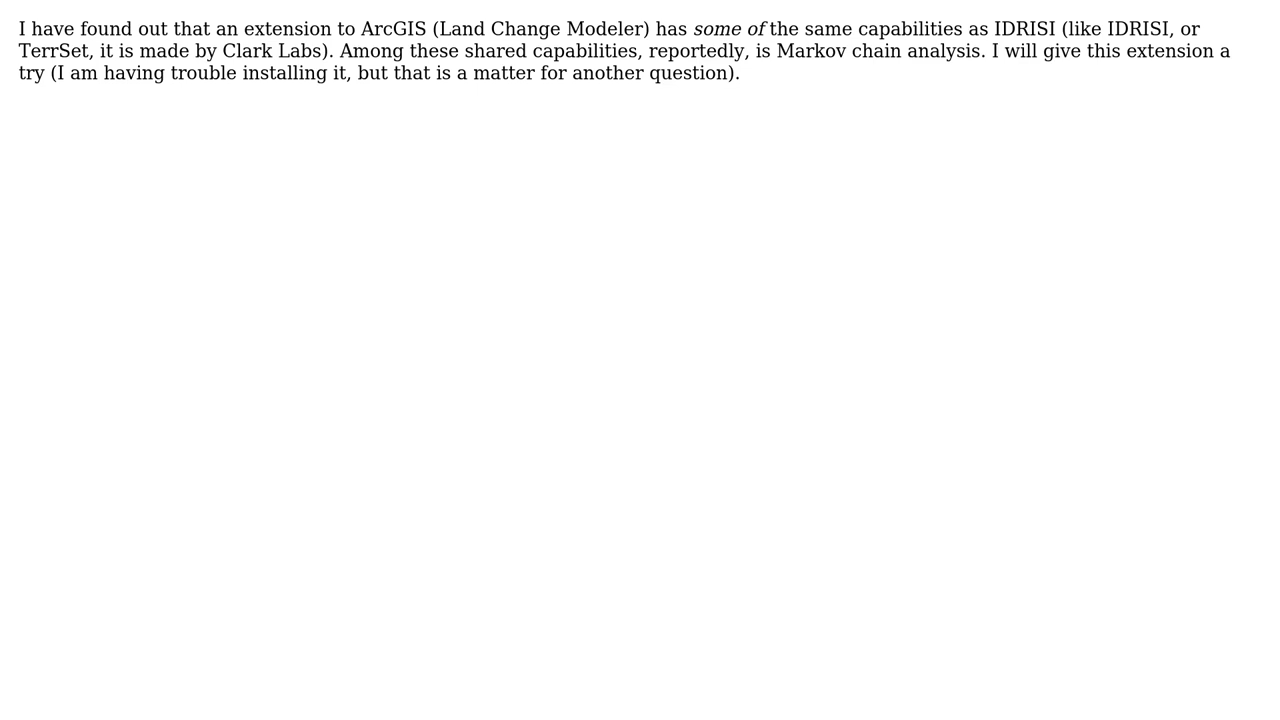 I have found out that an extension to ArcGIS (Land Change Modeler) has some of the same capabilities as IDRISI (like IDRISI, or
TerrSet, it is made by Clark Labs). Among these shared capabilities, reportedly, is Markov chain analysis. I will give this extension a
try (I am having trouble installing it, but that is a matter for another question).